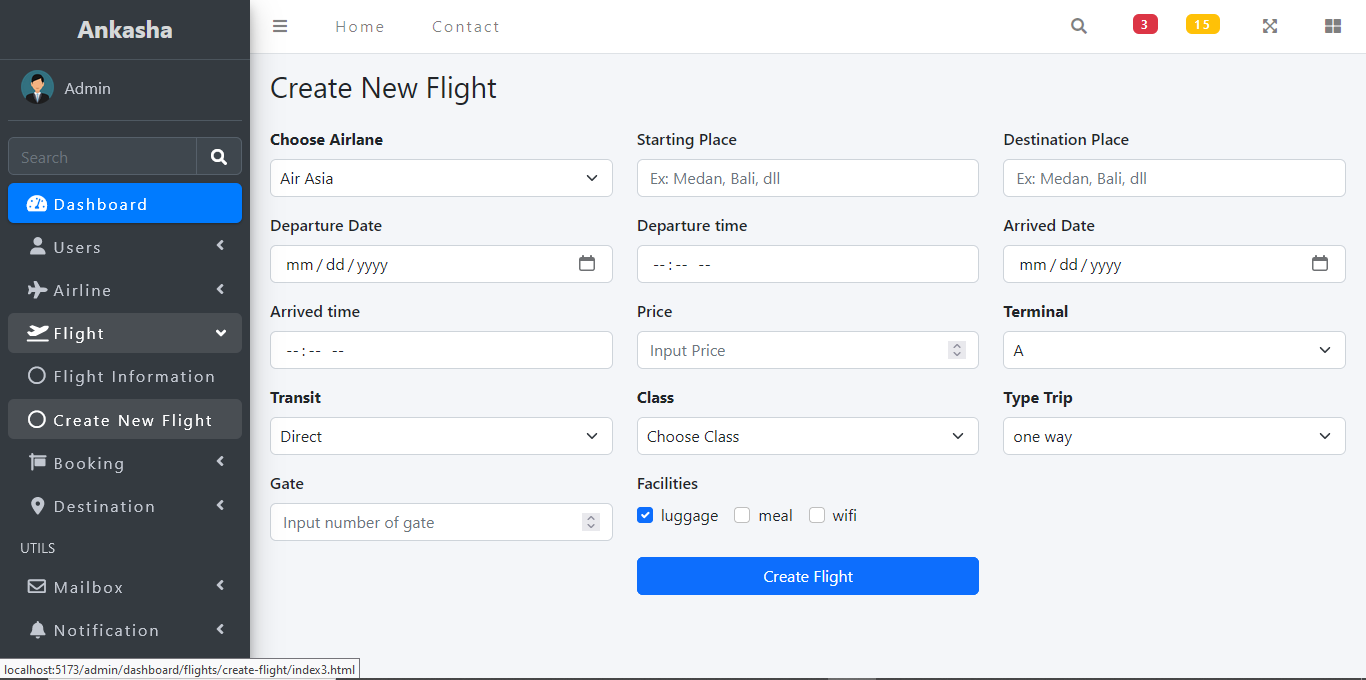 Ankasha
Home
Contact
3
15
Admin
Search
Dashboard
Users
Airline
Flight
Flight Information
Create New Flight
Booking
Destination
UTILS
Mailbox
Notification
Create New Flight
Choose Airlane
Starting Place
Destination Place
Air Asia
Ex: Medan, Bali, dll
Ex: Medan, Bali, dll
Departure Date
Departure time
Arrived Date
mm/dd/yyyy
--:-- --
mm/dd/yyyy
Arrived time
Price
Terminal
--:-- --
Input Price
A
Transit
Class
Type Trip
Direct
Choose Class
one way
Gate
Facilities
Input number of gate
luggage
meal
wifi
Create Flight
localhost:5173/admin/dashboard/flights/create-flight/index3.html